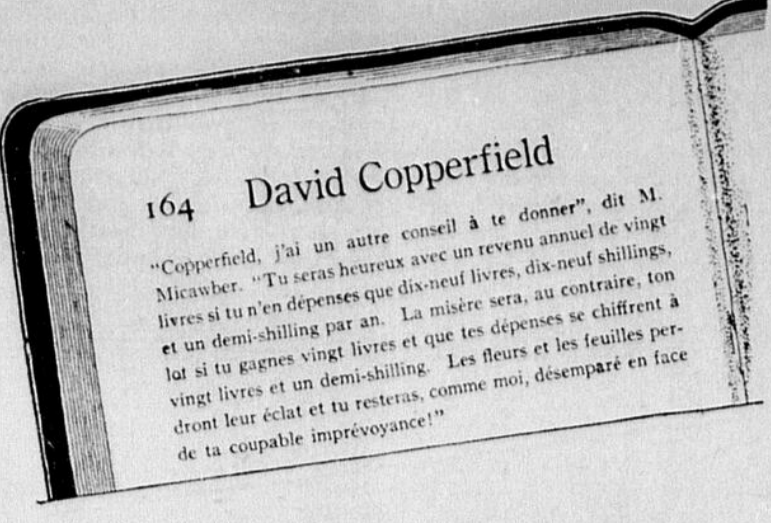 164 David Copperfield
"Copperfield, j'ai un autre conseil à te donner", dit M.
Micawber. "Tu seras heureux avec un revenu annuel de vingt
livres si tu n'en dépenses que dix-neuf livres, dix-neuf shillings,
et un demi-shilling par an. La misère sera, au contraire, ton
lot si tu gagnes vingt livres et que tes dépenses se chiffrent à
vingt livres et un demi-shilling. Les fleurs et les feuilles per-
dront leur éclat et tu resteras, comme moi, désemparé en face
de ta coupable imprévoyance!"